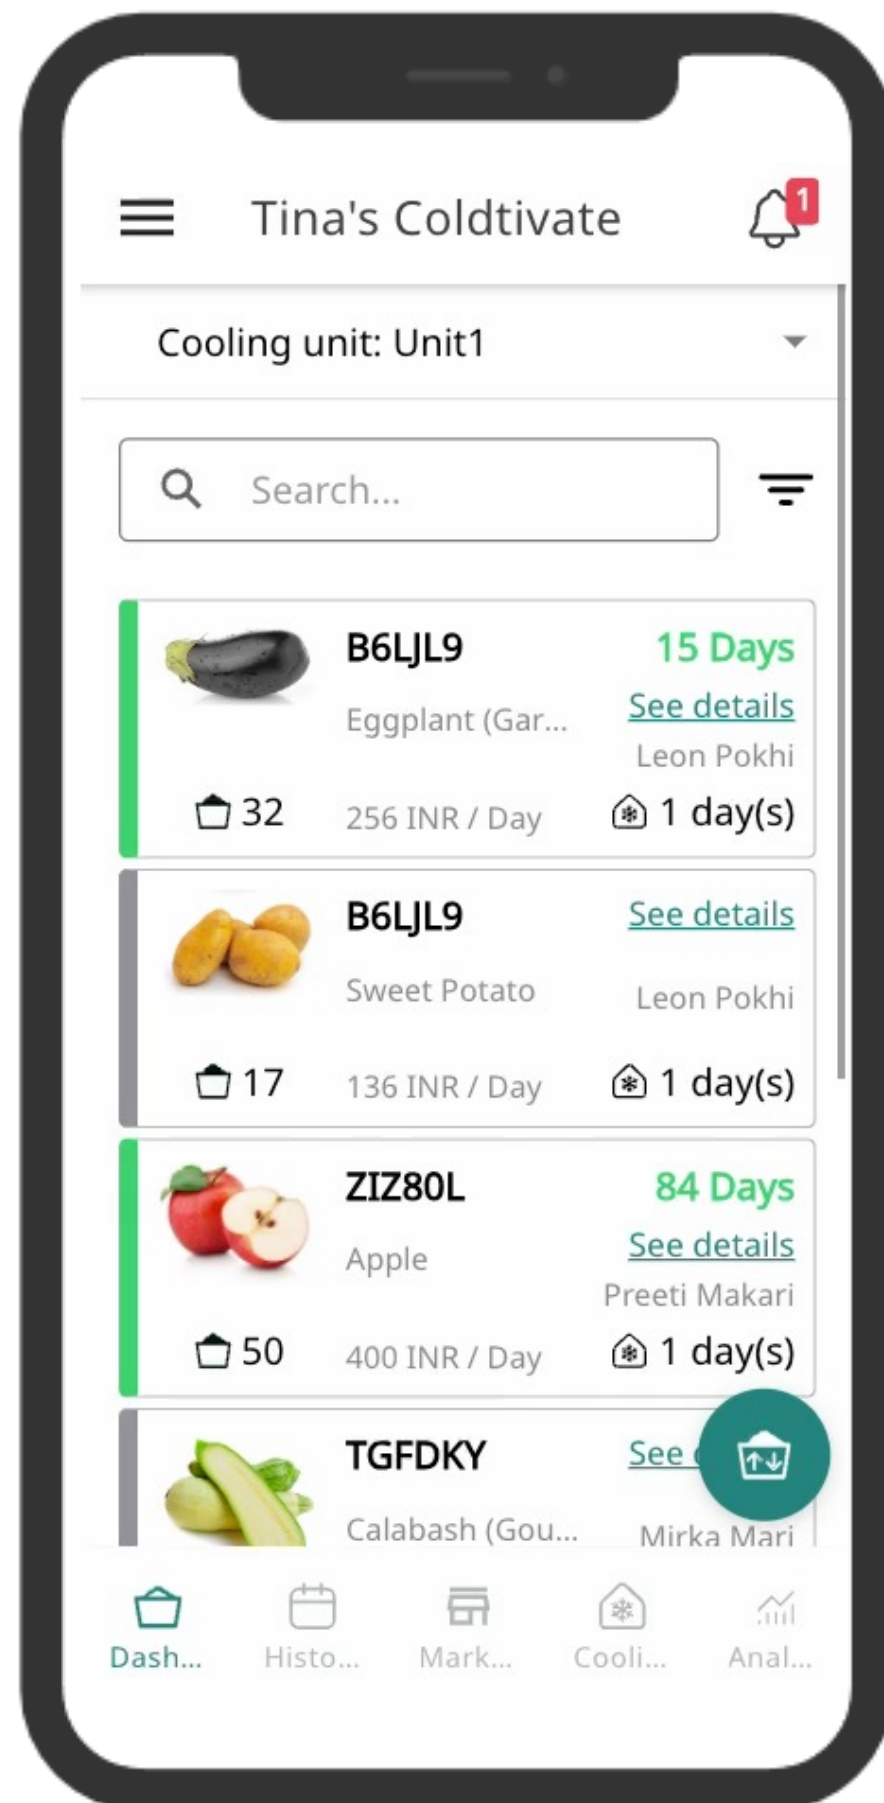 Tina's Coldtivate
1
Cooling unit: Unit1
Search...
B6LJL9
15 Days
Eggplant (Gar...
See details
Leon Pokhi
32
256 INR / Day
1 day(s)
B6LJL9
See details
Sweet Potato
Leon Pokhi
17
136 INR / Day
1 day(s)
ZIZ80L
84 Days
Apple
See details
Preeti Makari
50
400 INR / Day
1 day(s)
TGFDKY
See
Calabash (Gou...
Mirka Mari
Dash...
Histo...
Mark...
Cooli...
Anal...